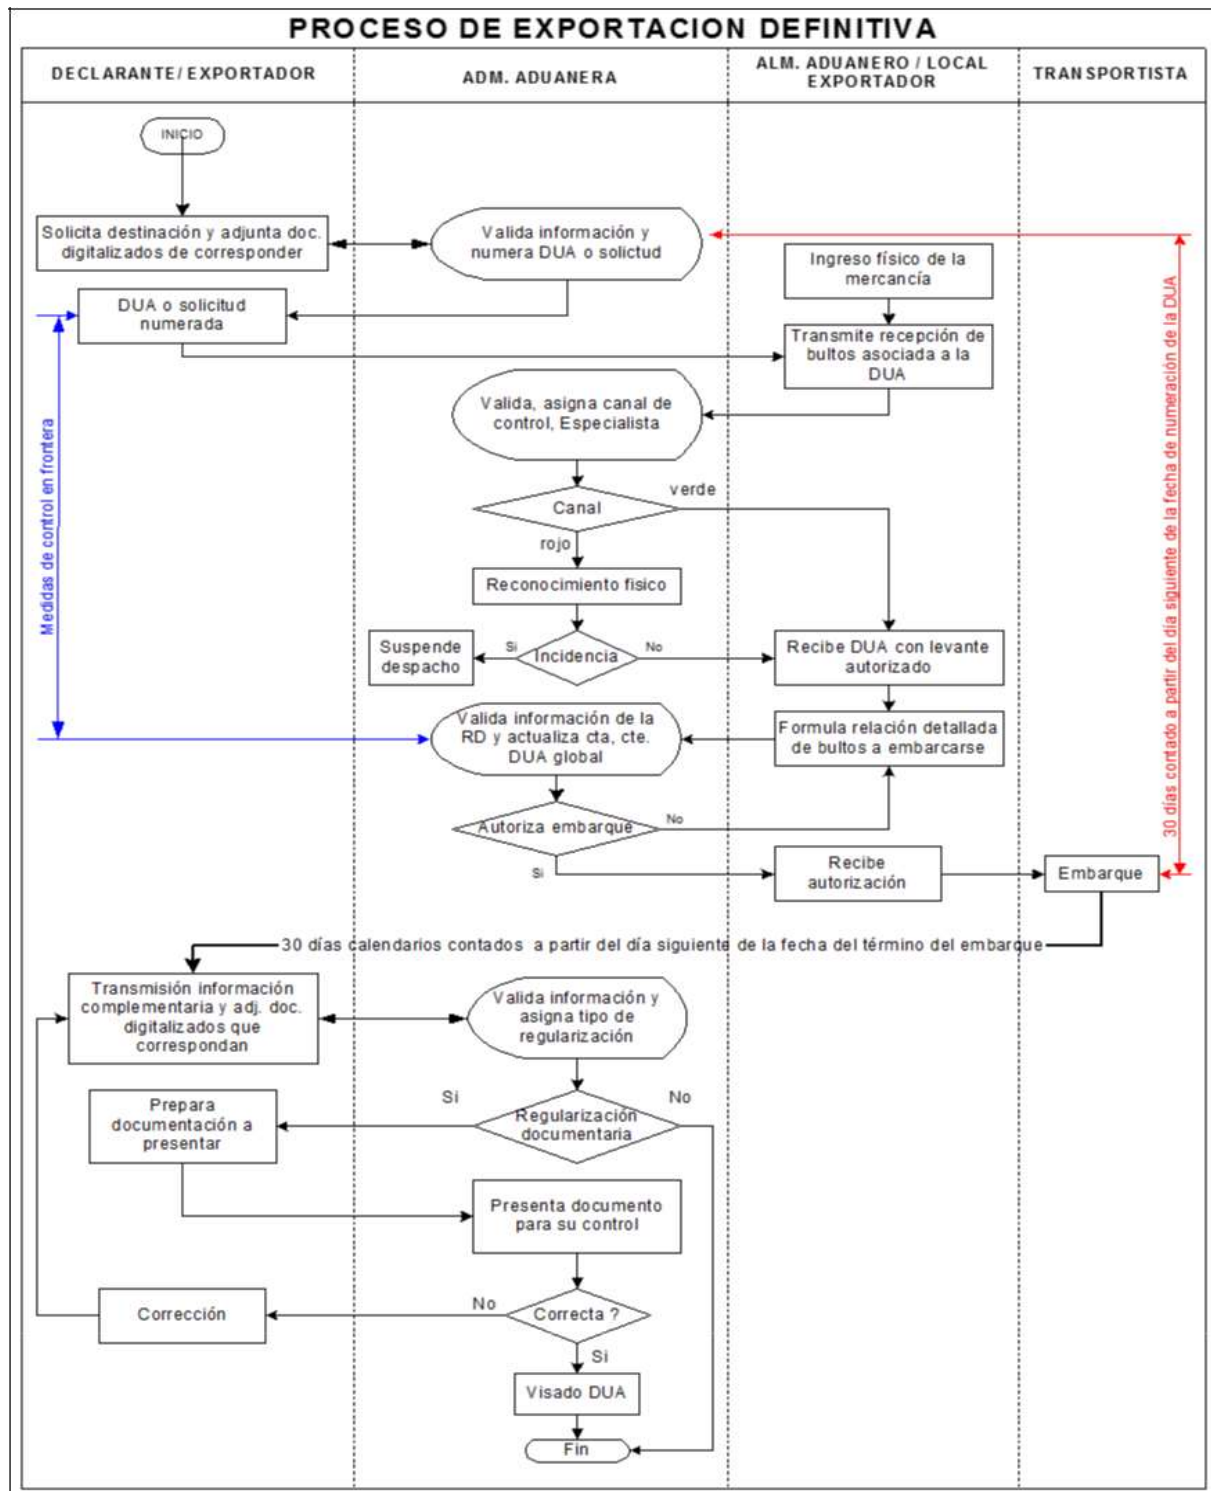 PROCESO DE EXPORTACION DEFINITIVA
DECLARANTE/ EXPORTADOR
ADM. ADUANERA
ALM. ADUANERO / LOCAL
EXPORTADOR
TRANSPORTISTA
INICIO
Solicita destinación y adjunta doc.
digitalizados de corresponder
Valida información y
numera DUA o solictud
Ingreso físico de la
mercancía
DUA o solicitud
numerada
Transmite recepción de
bultos asociada a la
DUA
Valida, asigna canal de
control, Especialista
Canal
verde
rojo
Reconocimiento fisico
Suspende
despacho
Si
Incidencia
No
Recibe DUA con levante
autorizado
Medidas de control en frontera
30 días contado a partir del día siguiente de la fecha de numeración de la DUA
Valida información de la
RD y actualiza cta, cte.
DUA global
Formula relación detallada
de bultos a embarcarse
Autoriza embarque
No
Si
Recibe
autorización
Embarque
30 días calendarios contados a partir del día siguiente de la fecha del término del embarque
Transmisión información
complementaria y adj. doc.
digitalizados que
correspondan
Valida información y
asigna tipo de
regularización
Si
No
Prepara
documentación a
presentar
Regularización
documentaria
Presenta documento
para su control
Corrección
No
Correcta ?
Si
Visado DUA
Fin